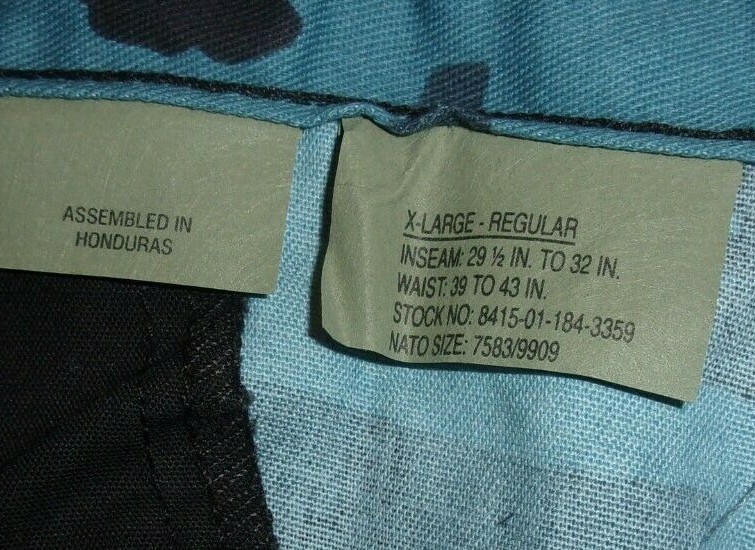 ASSEMBLED IN
HONDURAS
X-LARGE - REGULAR
INSEAM: 29 ½ IN. TO 32 IN.
WAIST: 39 TO 43 IN.
STOCK NO: 8415-01-184-3359
NATO SIZE: 7583/9909